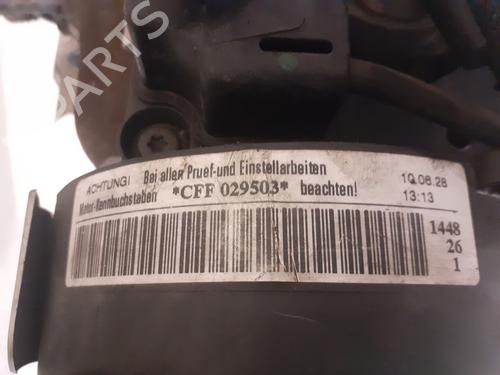 B PARTS
ACHTUNG! Bei allen Pruef-und Einstellarbeiten 10.06.28
Motor-Kennbuchstaben *CFF 029503* beachten! 13:13
1448
26
1